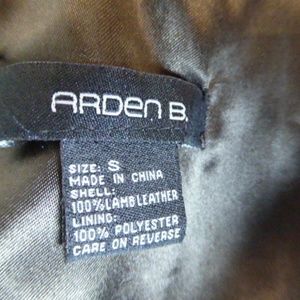 ARDEN B.
SIZE: S
MADE IN CHINA
SHELL:
100% LAMB LEATHER
LINING:
100% POLYESTER
CARE ON REVERSE